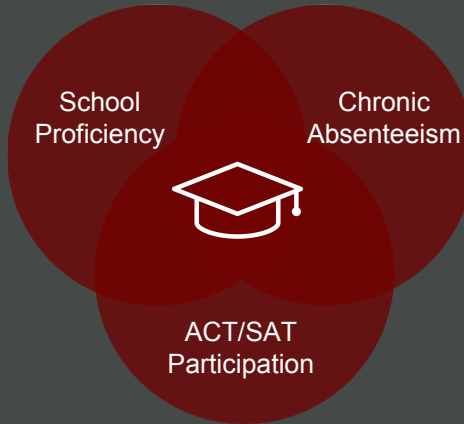 School
Proficiency
Chronic
Absenteeism
ACT/SAT
Participation